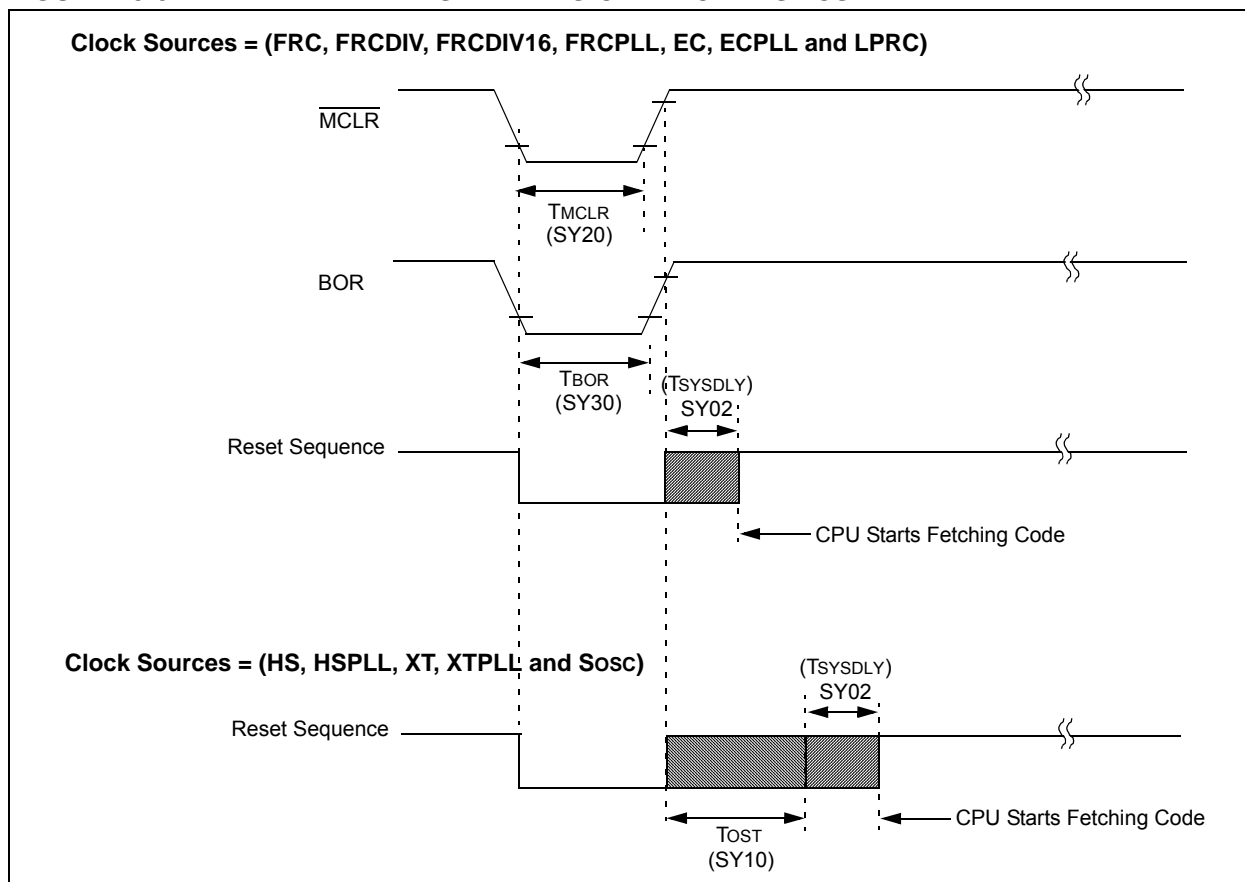 Clock Sources = (FRC, FRCDIV, FRCDIV16, FRCPLL, EC, ECPLL and LPRC)
MCLR
TMCLR
(SY20)
BOR
TBOR
(SY30)
(TSYSDLY)
SY02
Reset Sequence
CPU Starts Fetching Code
Clock Sources = (HS, HSPLL, XT, XTPLL and SOSC)
(TSYSDLY)
SY02
Reset Sequence
CPU Starts Fetching Code
TOST
(SY10)